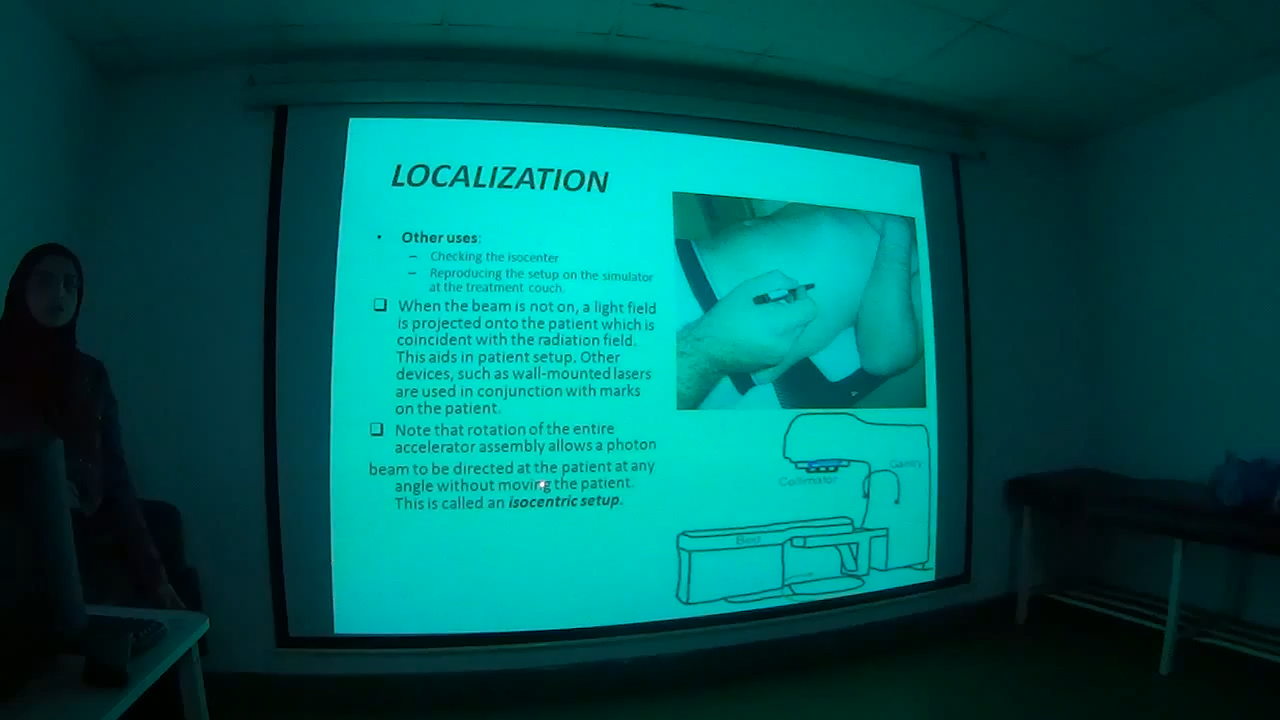 LOCALIZATION
• Other uses:
– Checking the isocenter
– Reproducing the setup on the simulator
at the treatment couch.
❑ When the beam is not on, a light field
is projected onto the patient which is
coincident with the radiation field.
This aids in patient setup. Other
devices, such as wall-mounted lasers
are used in conjunction with marks
on the patient.
❑ Note that rotation of the entire
accelerator assembly allows a photon
beam to be directed at the patient at any
angle without moving the patient.
This is called an isocentric setup.
Gantry
Collimator
Bed